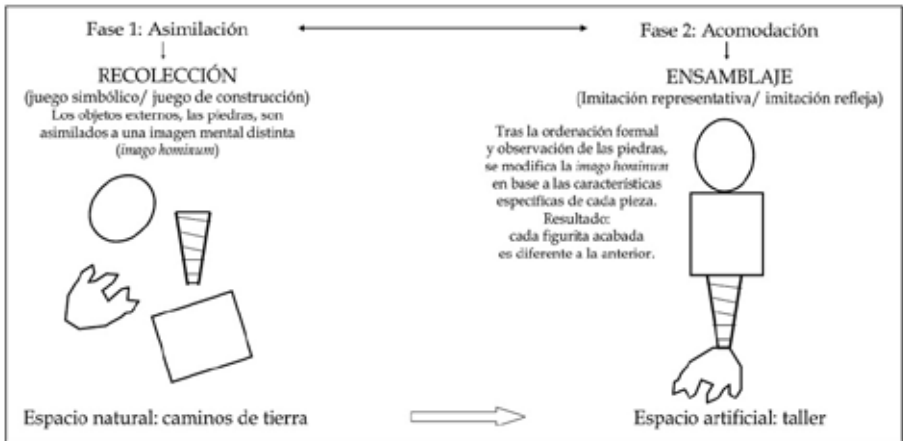 Fase 1: Asimilación
RECOLECCIÓN
(juego simbólico/ juego de construcción)
Los objetos externos, las piedras, son
asimilados a una imagen mental distinta
(imago hominum)
Espacio natural: caminos de tierra
Fase 2: Acomodación
ENSAMBLAJE
(Imitación representativa/ imitación refleja)
Tras la ordenación formal
y observación de las piedras,
se modifica la imago hominum
en base a las características
específicas de cada pieza.
Resultado:
cada figurita acabada
es diferente a la anterior.
Espacio artificial: taller